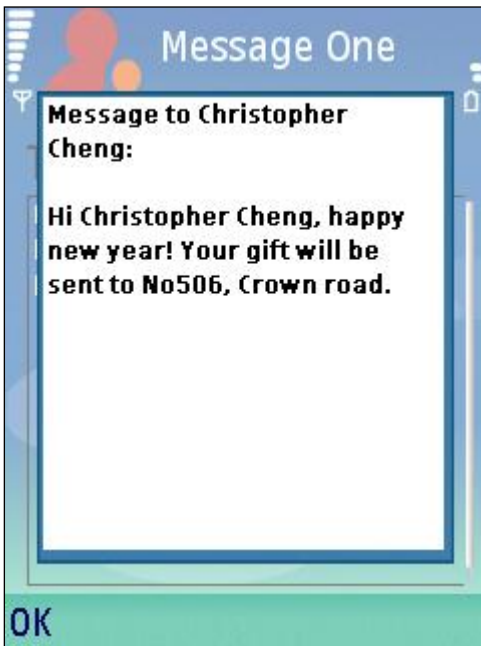 Message One
Message to Christopher
Cheng:
Hi Christopher Cheng, happy
new year! Your gift will be
sent to No506, Crown road.
OK